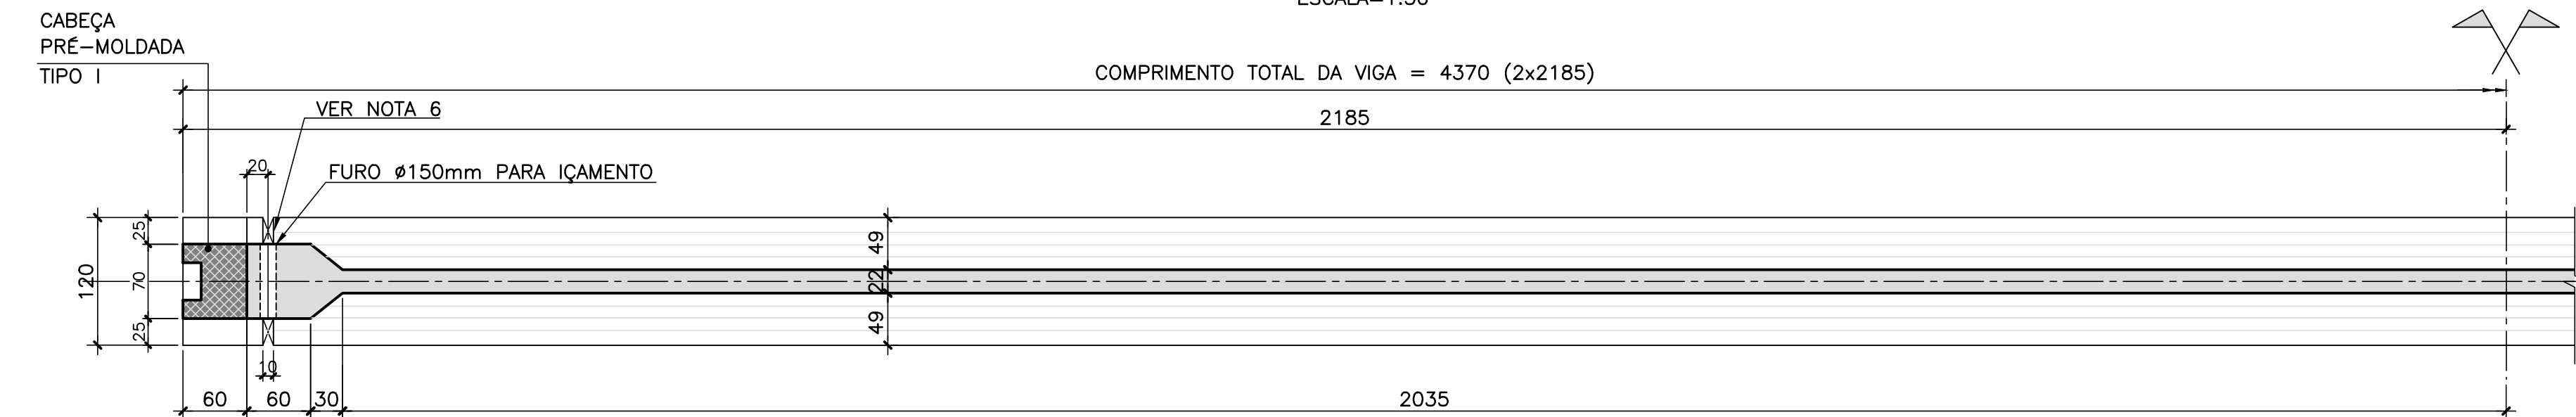 CABEÇA
PRÉ-MOLDADA
TIPO I
COMPRIMENTO TOTAL DA VIGA = 4370 (2x2185)
VER NOTA 6
2185
20
FURO ø150mm PARA IÇAMENTO
25
49
120
70
22
25
49
10
60
60
30
2035